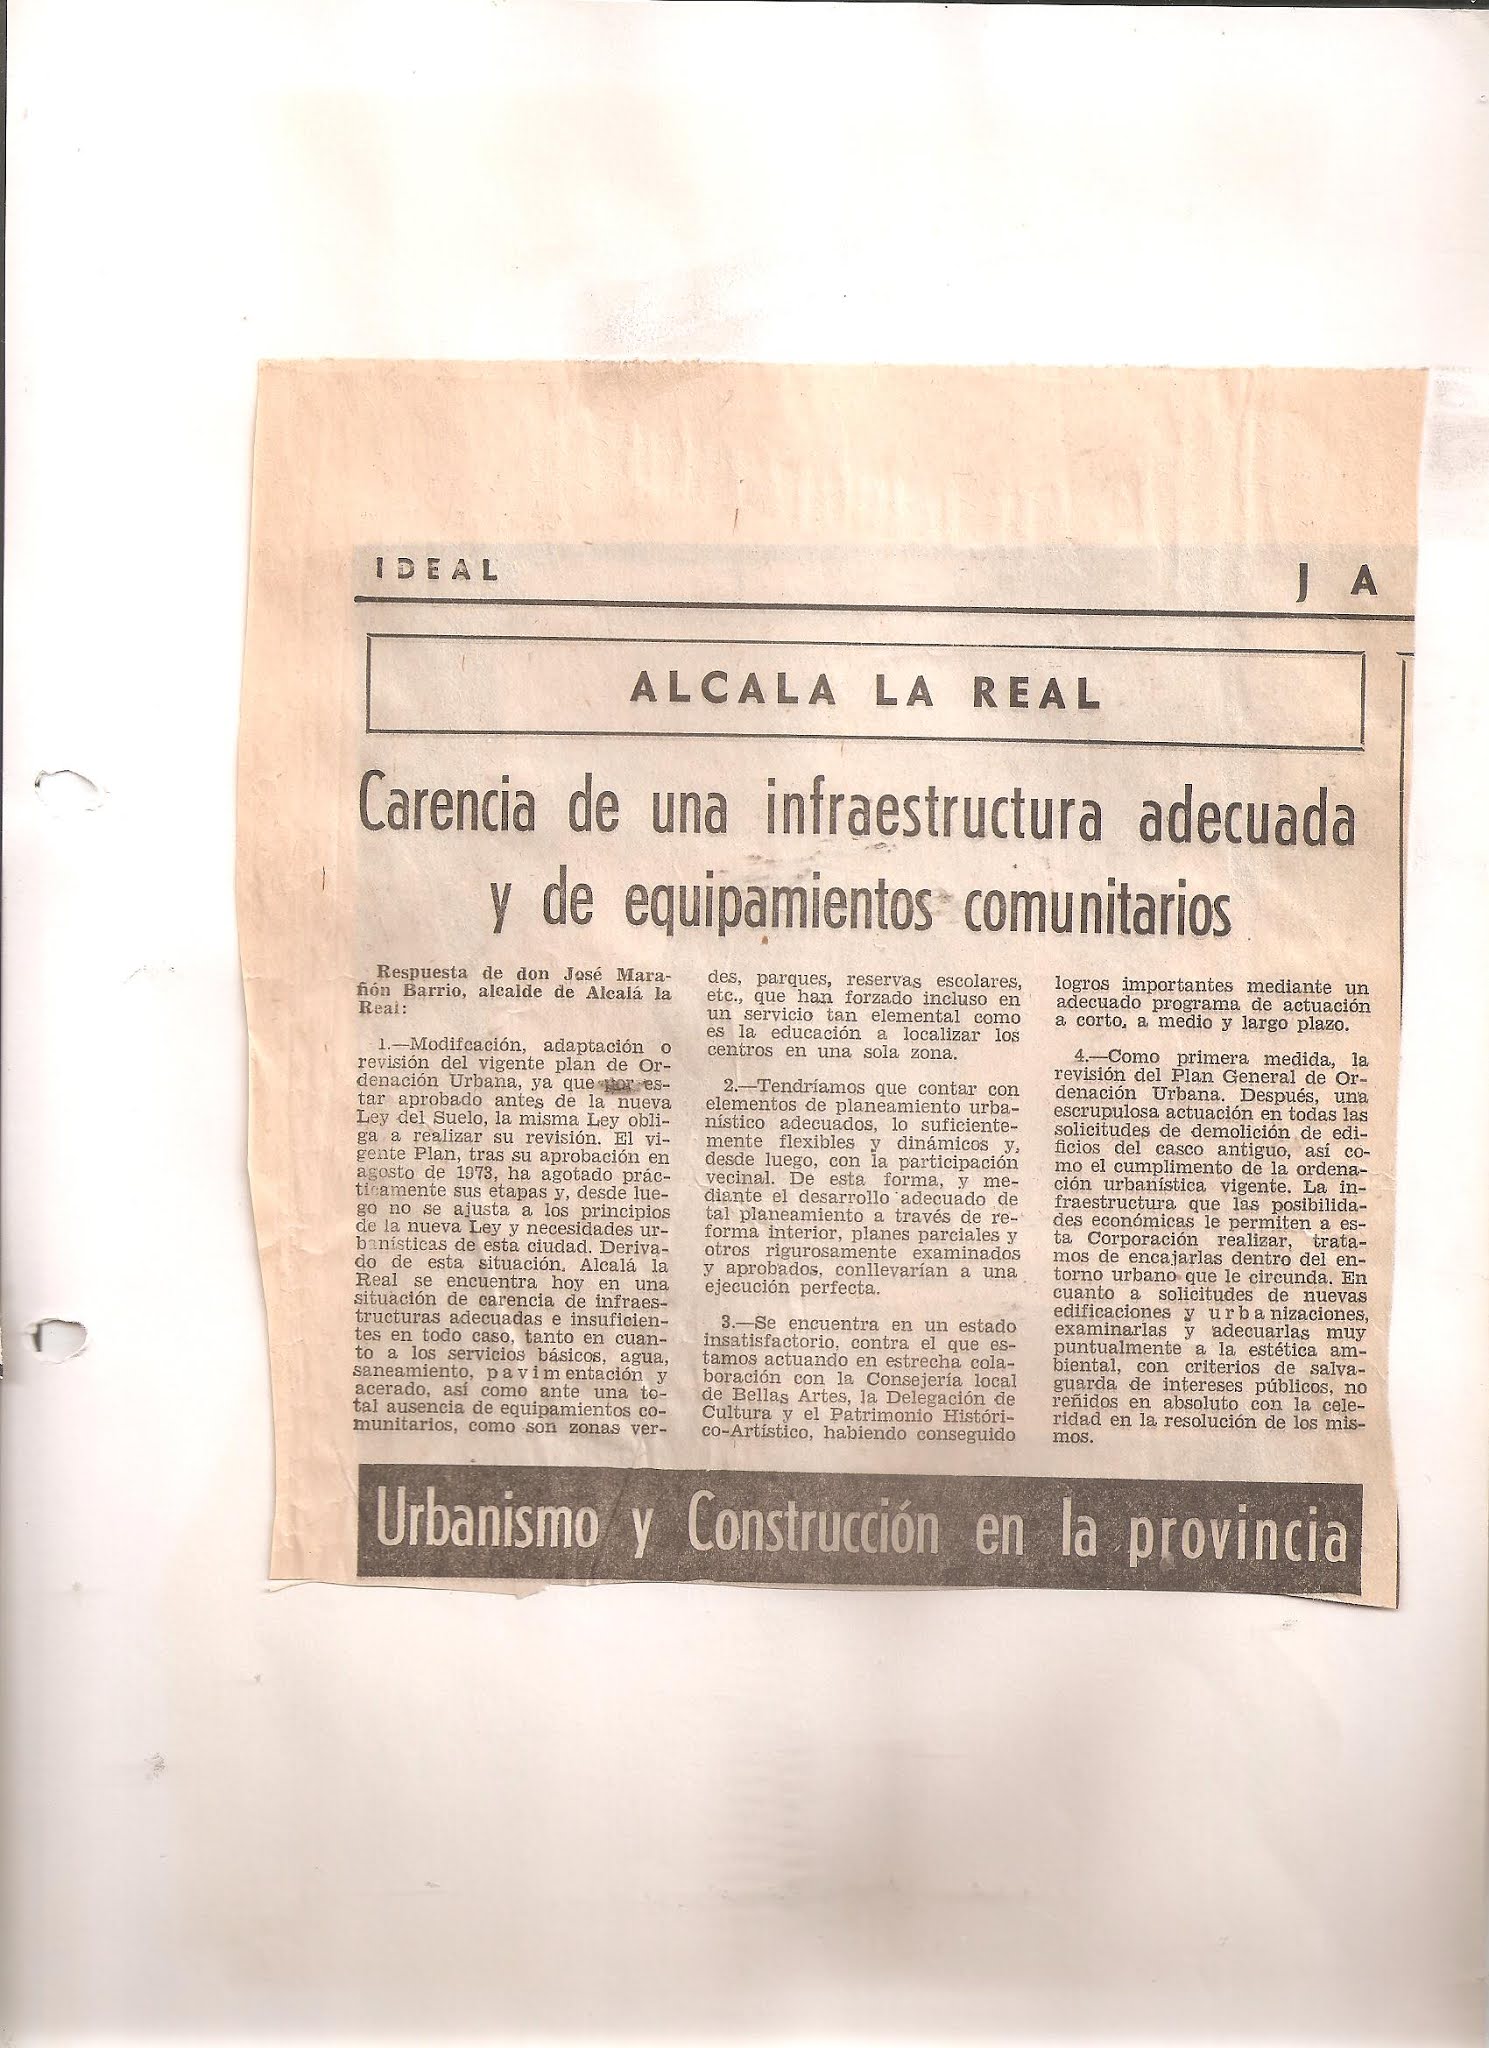 IDEAL
J A
ALCALA LA REAL
Carencia de una infraestructura adecuada
y de equipamientos comunitarios
Respuesta de don José Mara-
ñón Barrio, alcalde de Alcalá la
Real:
1.—Modifcación, adaptación o
revisión del vigente plan de Or-
denación Urbana, ya que por es-
tar aprobado antes de la nueva
Ley del Suelo, la misma Ley obli-
ga a realizar su revisión. El vi-
gente Plan, tras su aprobación en
agosto de 1973, ha agotado prác-
ticamente sus etapas y, desde lue-
go no se ajusta a los principios
de la nueva Ley y necesidades ur-
banísticas de esta ciudad. Deriva-
do de esta situación, Alcalá la
Real se encuentra hoy en una
situación de carencia de infraes-
tructuras adecuadas e insuficien-
tes en todo caso, tanto en cuan-
to a los servicios básicos, agua,
saneamiento, pavimentación y
acerado, así como ante una to-
tal ausencia de equipamientos co-
munitarios, como son zonas ver-
des, parques, reservas escolares,
etc., que han forzado incluso en
un servicio tan elemental como
es la educación a localizar los
centros en una sola zona.
2.—Tendríamos que contar con
elementos de planeamiento urba-
nístico adecuados, lo suficiente-
mente flexibles y dinámicos y,
desde luego, con la participación
vecinal. De esta forma, y me-
diante el desarrollo adecuado de
tal planeamiento a través de re-
forma interior, planes parciales y
otros rigurosamente examinados
y aprobados, conllevarían a una
ejecución perfecta.
3.—Se encuentra en un estado
insatisfactorio, contra el que es-
tamos actuando en estrecha cola-
boración con la Consejería local
de Bellas Artes, la Delegación de
Cultura y el Patrimonio Históri-
co-Artístico, habiendo conseguido
logros importantes mediante un
adecuado programa de actuación
a corto, a medio y largo plazo.
4.—Como primera medida, la
revisión del Plan General de Or-
denación Urbana. Después, una
escrupulosa actuación en todas las
solicitudes de demolición de edi-
ficios del casco antiguo, así co-
mo el cumplimento de la ordena-
ción urbanística vigente. La in-
fraestructura que las posibilida-
des económicas le permiten a es-
ta Corporación realizar, trata-
mos de encajarlas dentro del en-
torno urbano que le circunda. En
cuanto a solicitudes de nuevas
edificaciones y urbanizaciones,
examinarlas y adecuarlas muy
puntualmente a la estética am-
biental, con criterios de salva-
guarda de intereses públicos, no
reñidos en absoluto con la cele-
ridad en la resolución de los mis-
mos.
Urbanismo y Construcción en la provincia